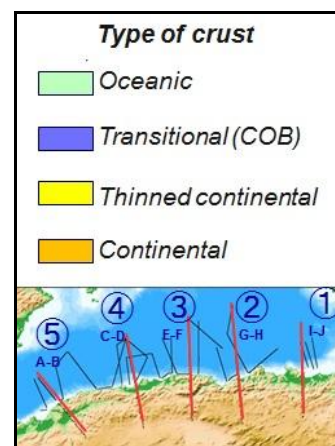 Type of crust
Oceanic
Transitional (COB)
Thinned continental
Continental
⑤ ④ ③ ② ①
A-B C-D E-F G-H I-J